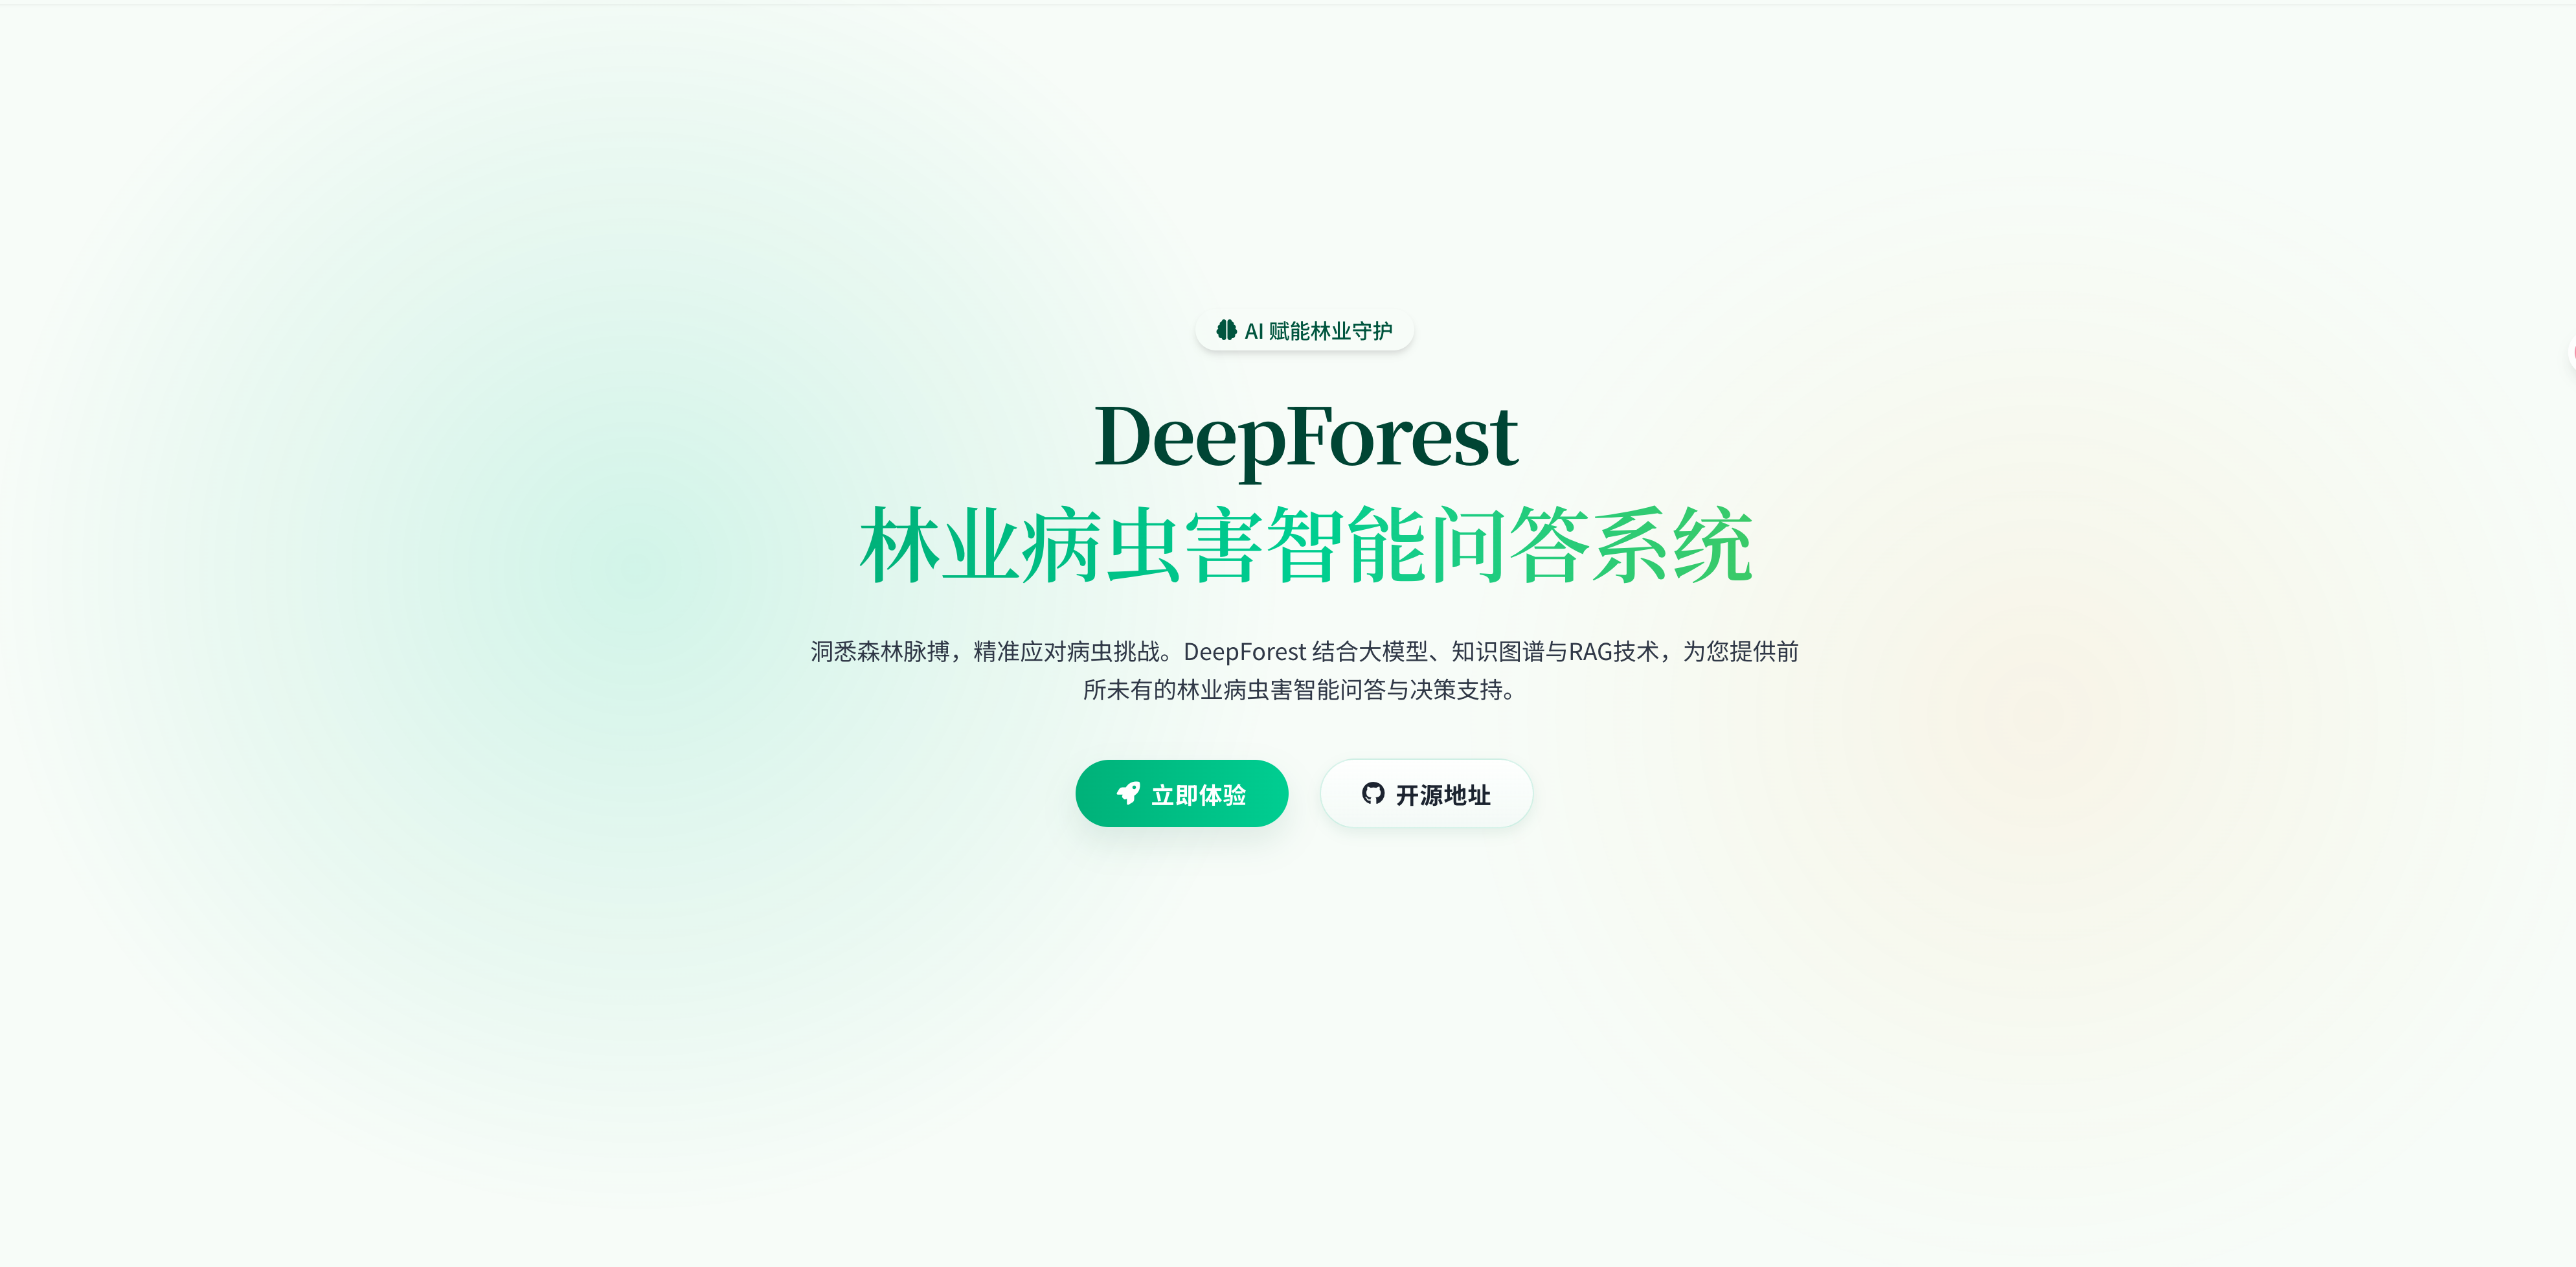 AI 赋能林业守护
DeepForest
林业病虫害智能问答系统
洞悉森林脉搏，精准应对病虫挑战。DeepForest 结合大模型、知识图谱与RAG技术，为您提供前
所未有的林业病虫害智能问答与决策支持。
立即体验
开源地址